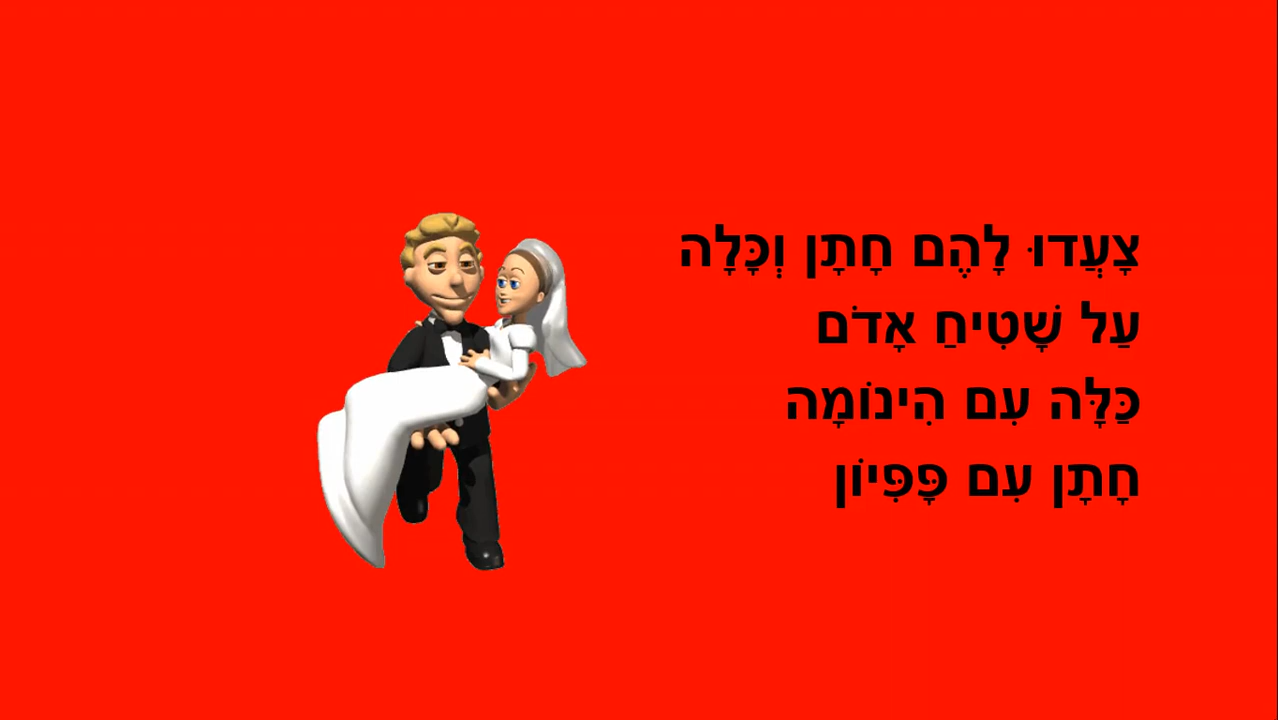 צָעֲדוּ לָהֶם חָתָן וְכָּלָה
עַל שָׁטִיחַ אָדֹם
כַּלָּה עִם הִינוֹמָה
חָתָן עִם פָּפִּיוֹן